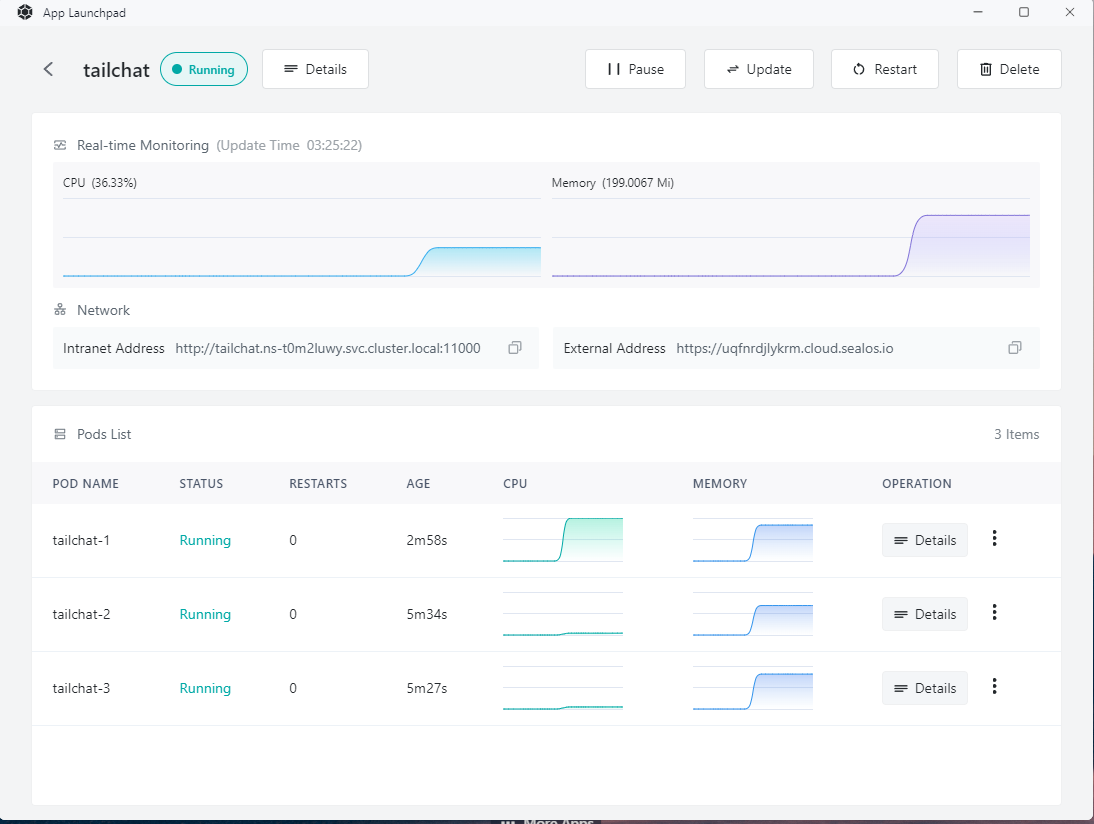 App Launchpad
tailchat Running Details Pause Update Restart Delete
Real-time Monitoring (Update Time 03:25:22)
CPU (36.33%) Memory (199.0067 Mi)
Network
Intranet Address http://tailchat.ns-t0m2luwy.svc.cluster.local:11000 External Address https://uqfnrdjlykrm.cloud.sealos.io
Pods List 3 Items
POD NAME STATUS RESTARTS AGE CPU MEMORY OPERATION
tailchat-1 Running 0 2m58s Details
tailchat-2 Running 0 5m34s Details
tailchat-3 Running 0 5m27s Details
More Apps